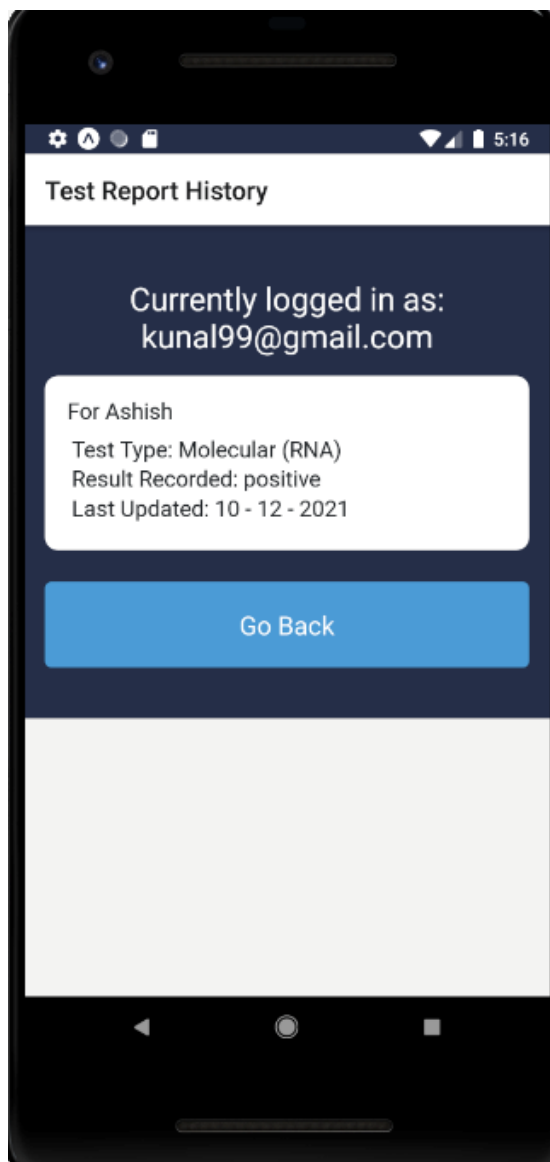 5:16
Test Report History
Currently logged in as:
kunal99@gmail.com
For Ashish
Test Type: Molecular (RNA)
Result Recorded: positive
Last Updated: 10 - 12 - 2021
Go Back